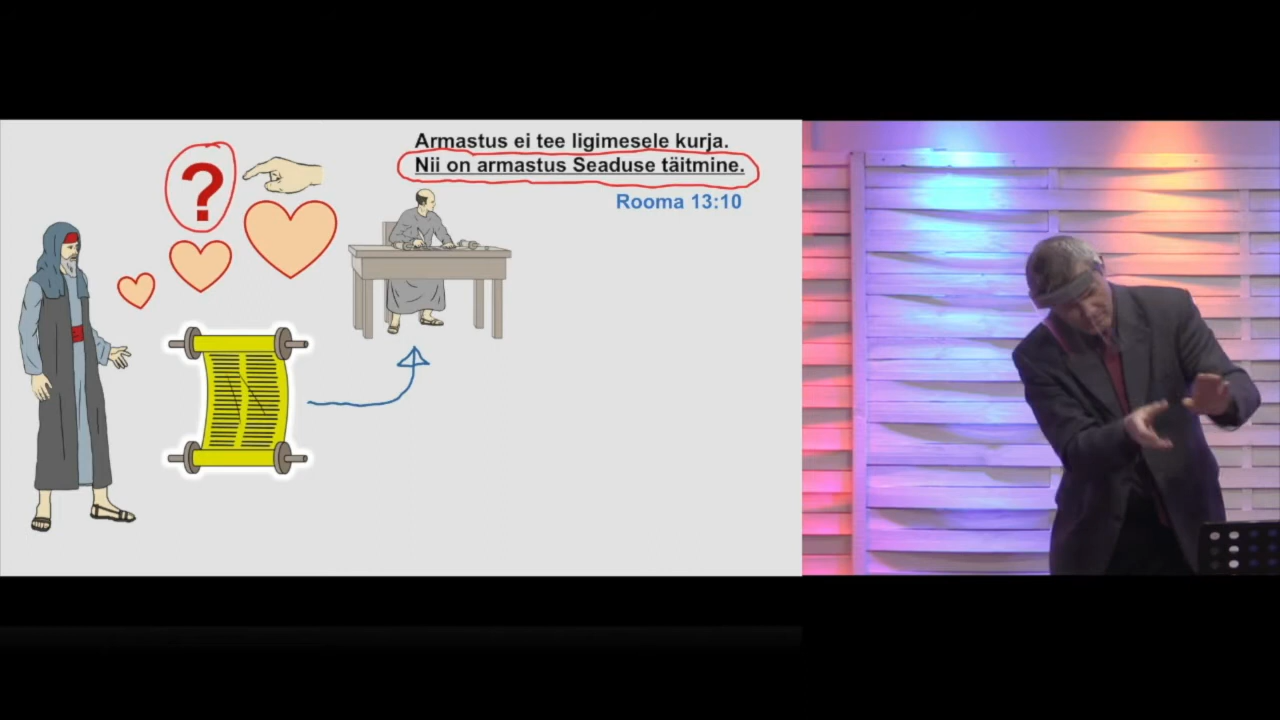 ?
Armastus ei tee ligimesele kurja.
Nii on armastus Seaduse täitmine.
Rooma 13:10